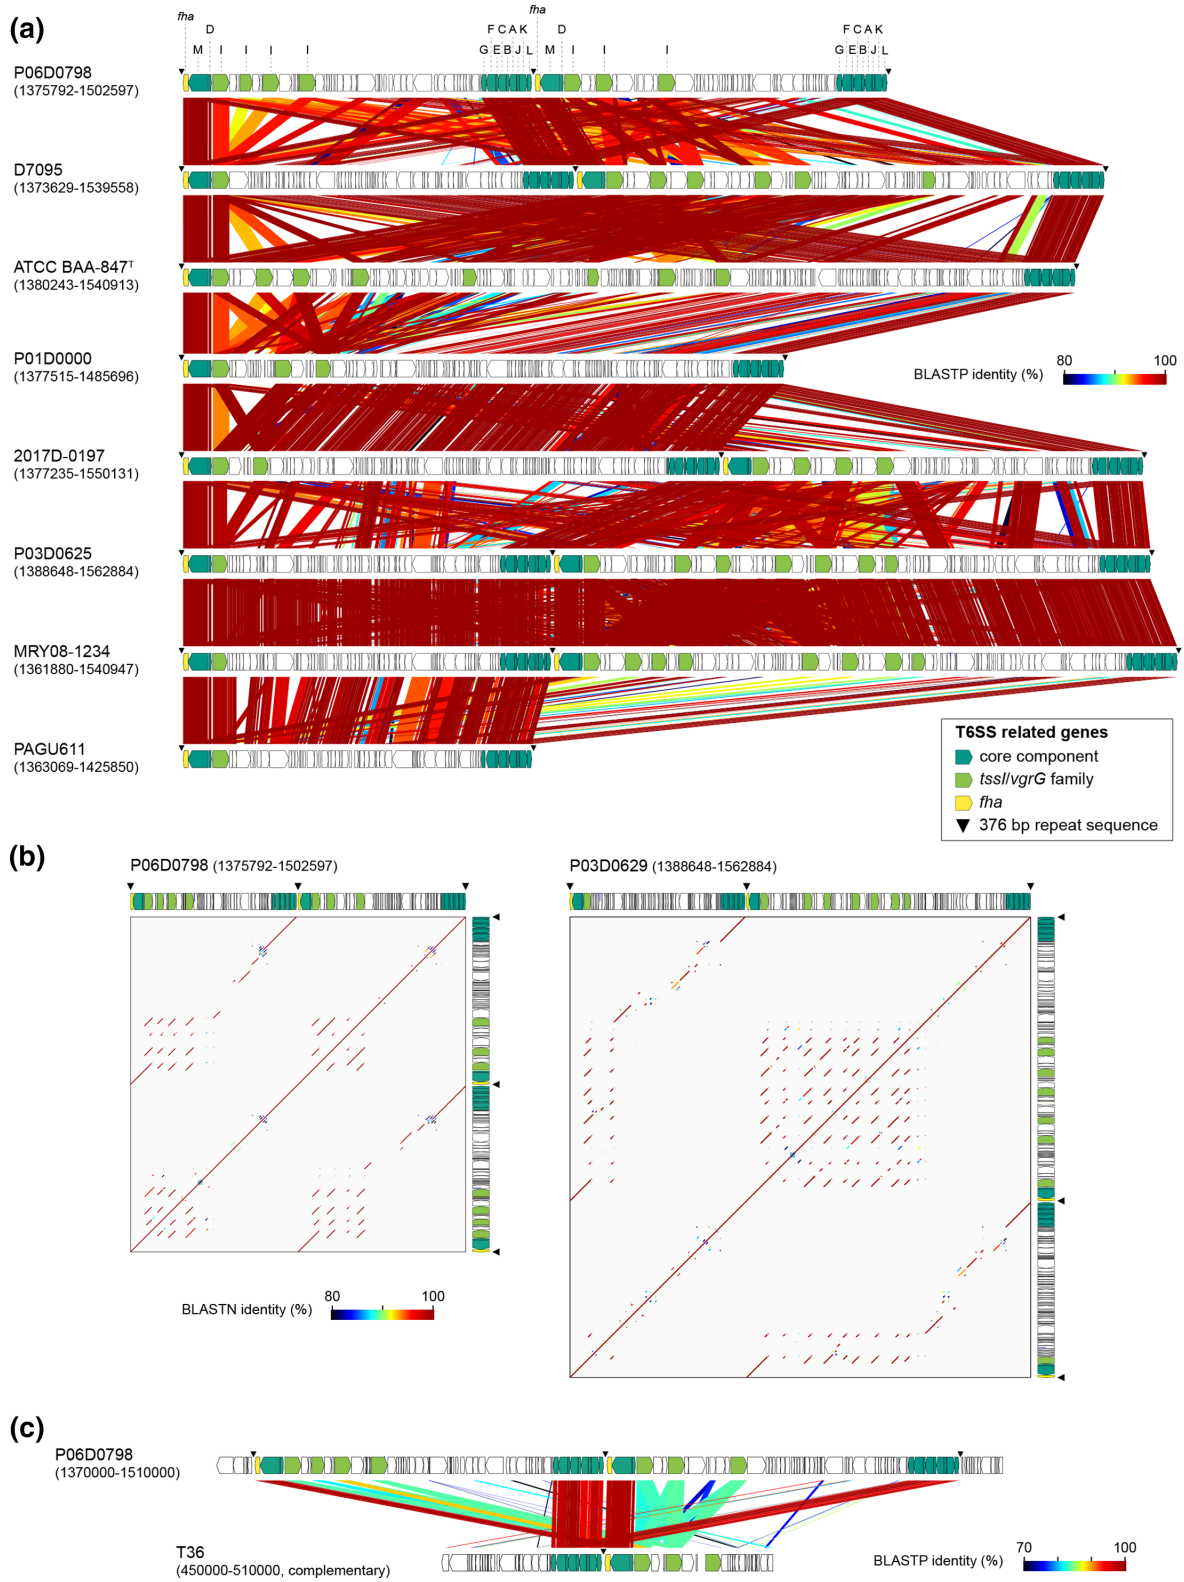 (a)
fha
fha
D
F C A K
D
F C A K
M I I I I
G E B J L
M I I I
G E B J L
P06D0798
(1375792-1502597)
D7095
(1373629-1539558)
ATCC BAA-847T
(1380243-1540913)
P01D0000
(1377515-1485696)
80 100
BLASTP identity (%)
2017D-0197
(1377235-1550131)
P03D0625
(1388648-1562884)
MRY08-1234
(1361880-1540947)
PAGU611
(1363069-1425850)
T6SS related genes
core component
tssI/vgrG family
fha
376 bp repeat sequence
(b)
P06D0798 (1375792-1502597)
P03D0629 (1388648-1562884)
80 100
BLASTN identity (%)
(c)
P06D0798
(1370000-1510000)
T36
(450000-510000, complementary)
70 100
BLASTP identity (%)